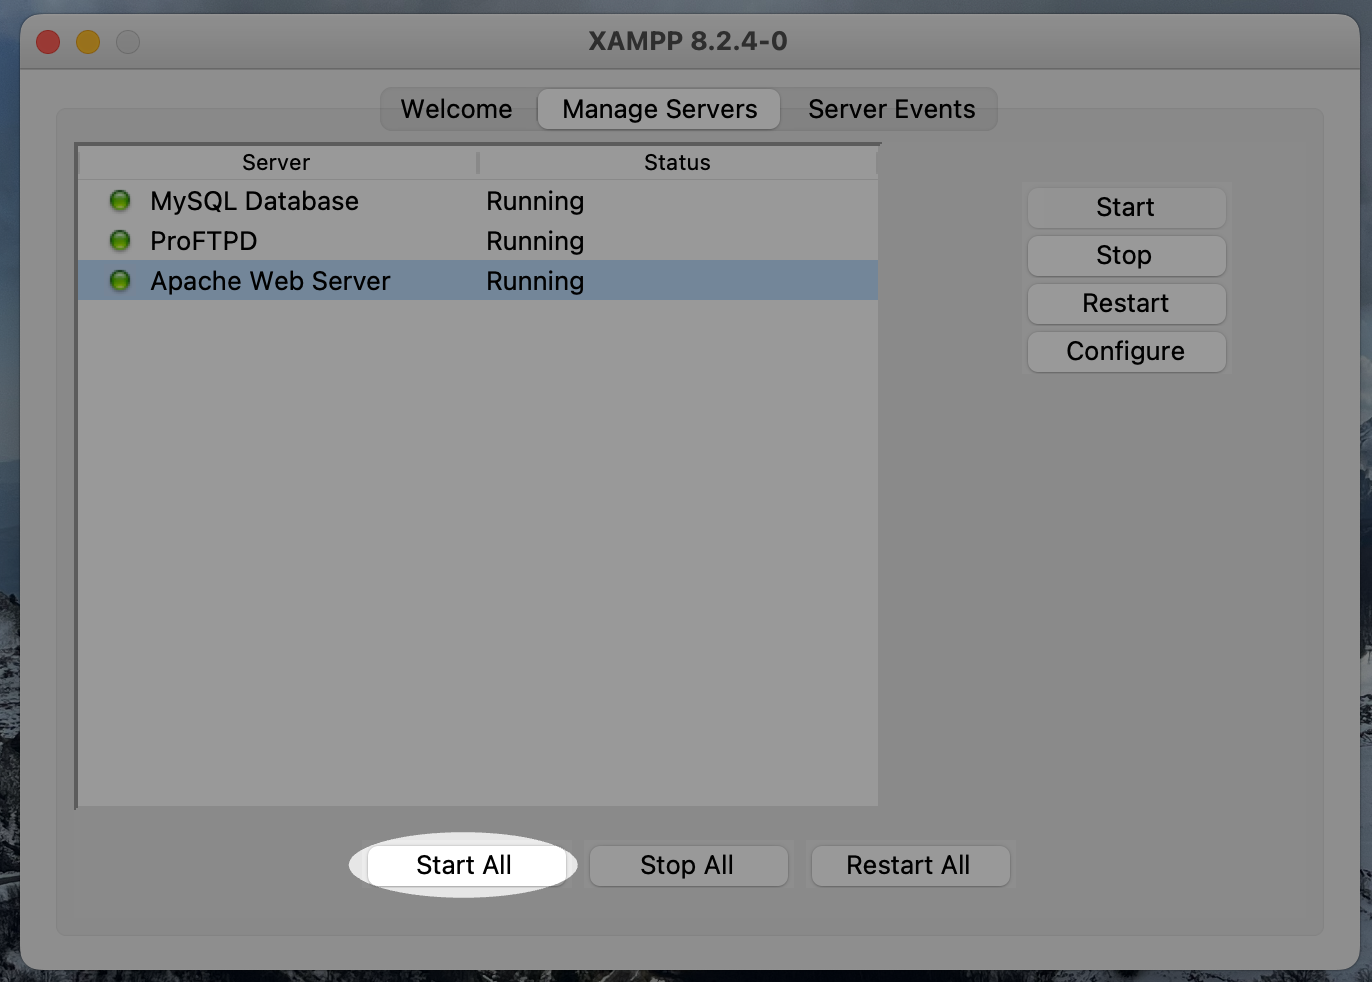 XAMPP 8.2.4-0
Welcome Manage Servers Server Events
Server Status
MySQL Database Running
ProFTPD Running
Apache Web Server Running
Start
Stop
Restart
Configure
Start All Stop All Restart All